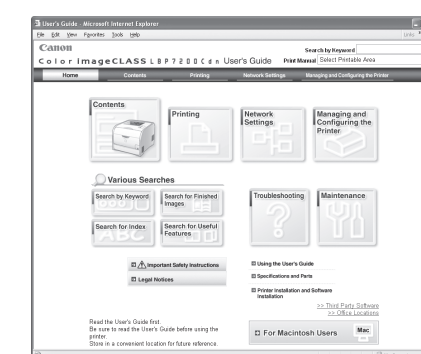 User's Guide - Microsoft Internet Explorer
File Edit View Favorites Tools Help
Links
Canon
Search by Keyword
Color imageCLASS LBP7200Cdn User's Guide
Print Manual Select Printable Area
Home Contents Printing Network Settings Managing and Configuring the Printer
Contents
Printing
Network
Settings
Managing and
Configuring the
Printer
Various Searches
Search by Keyword
Search for Finished
Images
Search for Index
ABC
Search for Useful
Features
Troubleshooting
Maintenance
Important Safety Instructions
Legal Notices
Using the User's Guide
Specifications and Parts
Printer Installation and Software
Installation
>> Third Party Software
>> Office Locations
Read the User's Guide first.
Be sure to read the User's Guide before using the
printer.
Store in a convenient location for future reference.
For Macintosh Users
Mac